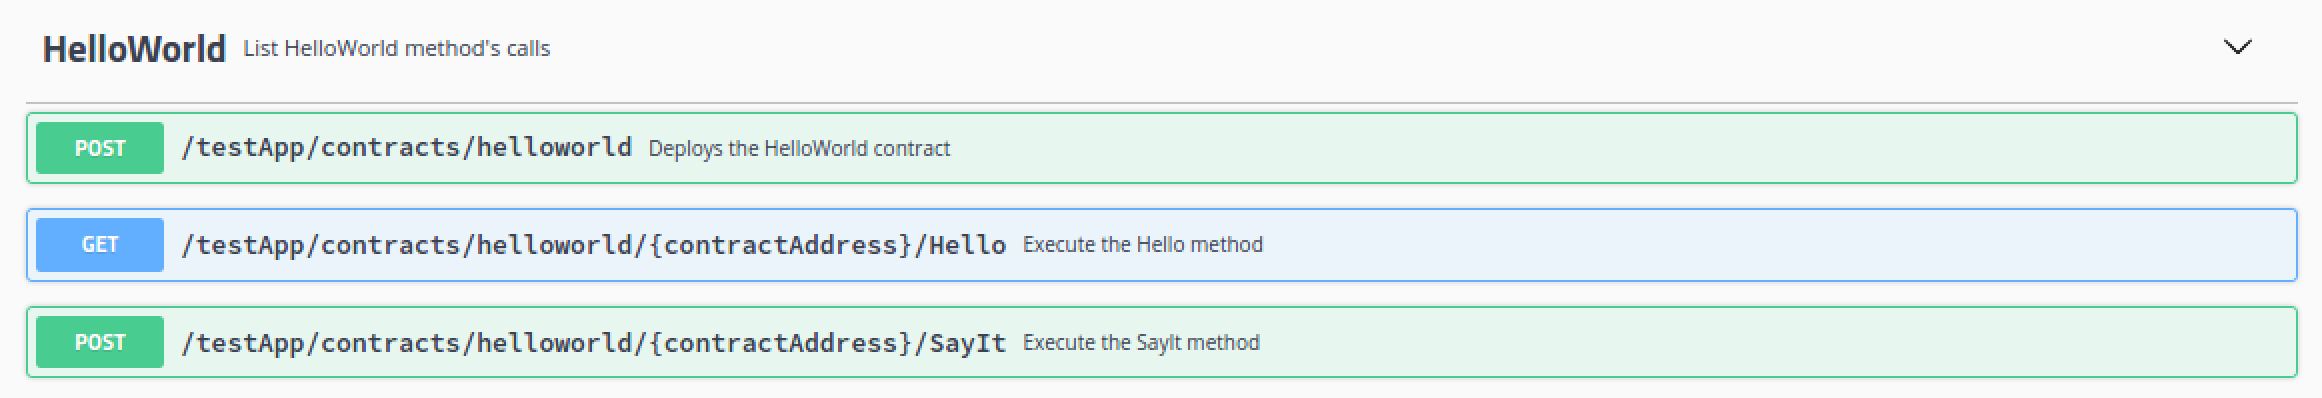 HelloWorld List HelloWorld method's calls
POST /testApp/contracts/helloworld Deploys the HelloWorld contract
GET /testApp/contracts/helloworld/{contractAddress}/Hello Execute the Hello method
POST /testApp/contracts/helloworld/{contractAddress}/SayIt Execute the SayIt method